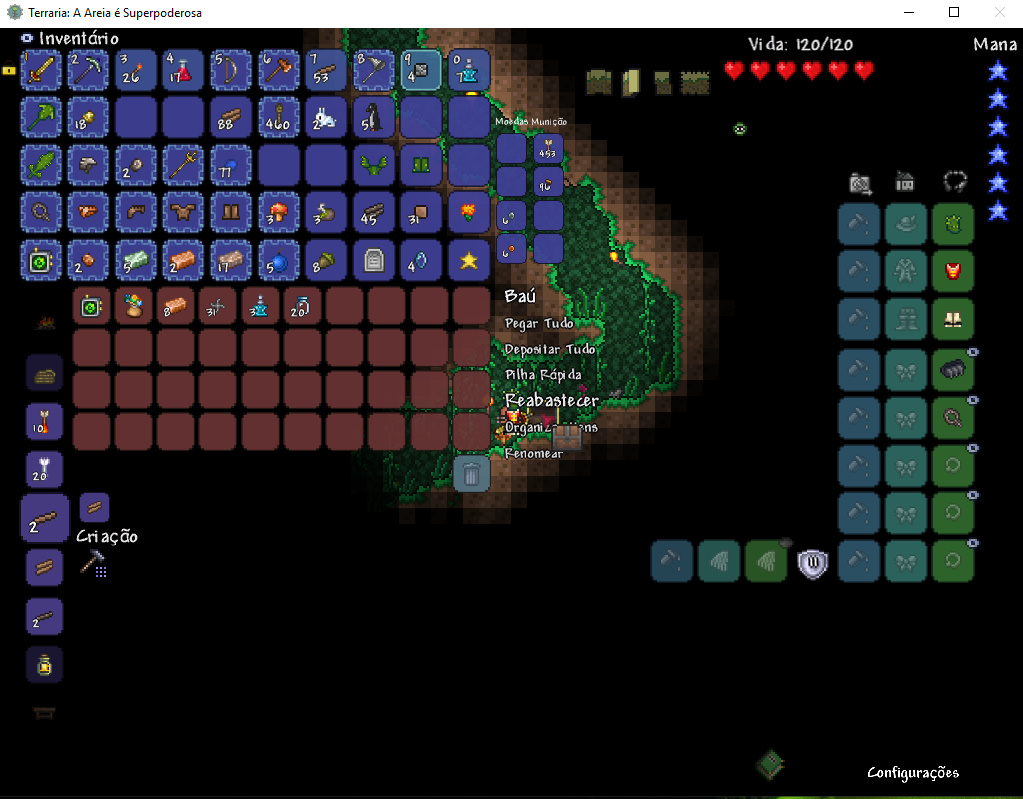 Terraria: A Areia é Superpoderosa
Inventário
Vida: 120/120
Mana
1 2 3 4 5 6 7 8 9 0
26 17 53 4 7
18 88 460 2 5
Moedas Munição
453
2 77
96
3 3 45 31
6
2 5 2 17 5 8 4
6
8 31 3 20
Baú
Pegar Tudo
Depositar Tudo
Pilha Rápida
Reabastecer
Renomear
10
20
2
Criação
2
11
Configurações